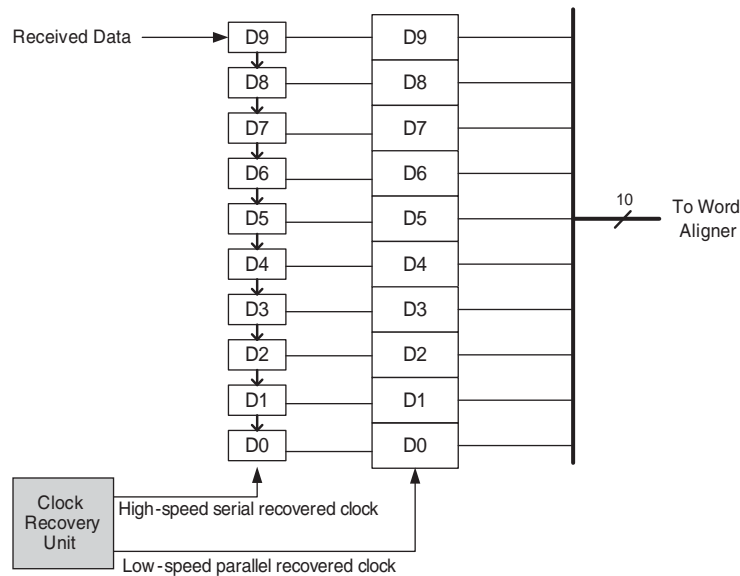 Received Data
D9 D9
D8 D8
D7 D7
D6 D6
10
To Word
Aligner
D5 D5
D4 D4
D3 D3
D2 D2
D1 D1
D0 D0
Clock
Recovery
Unit
High-speed serial recovered clock
Low-speed parallel recovered clock